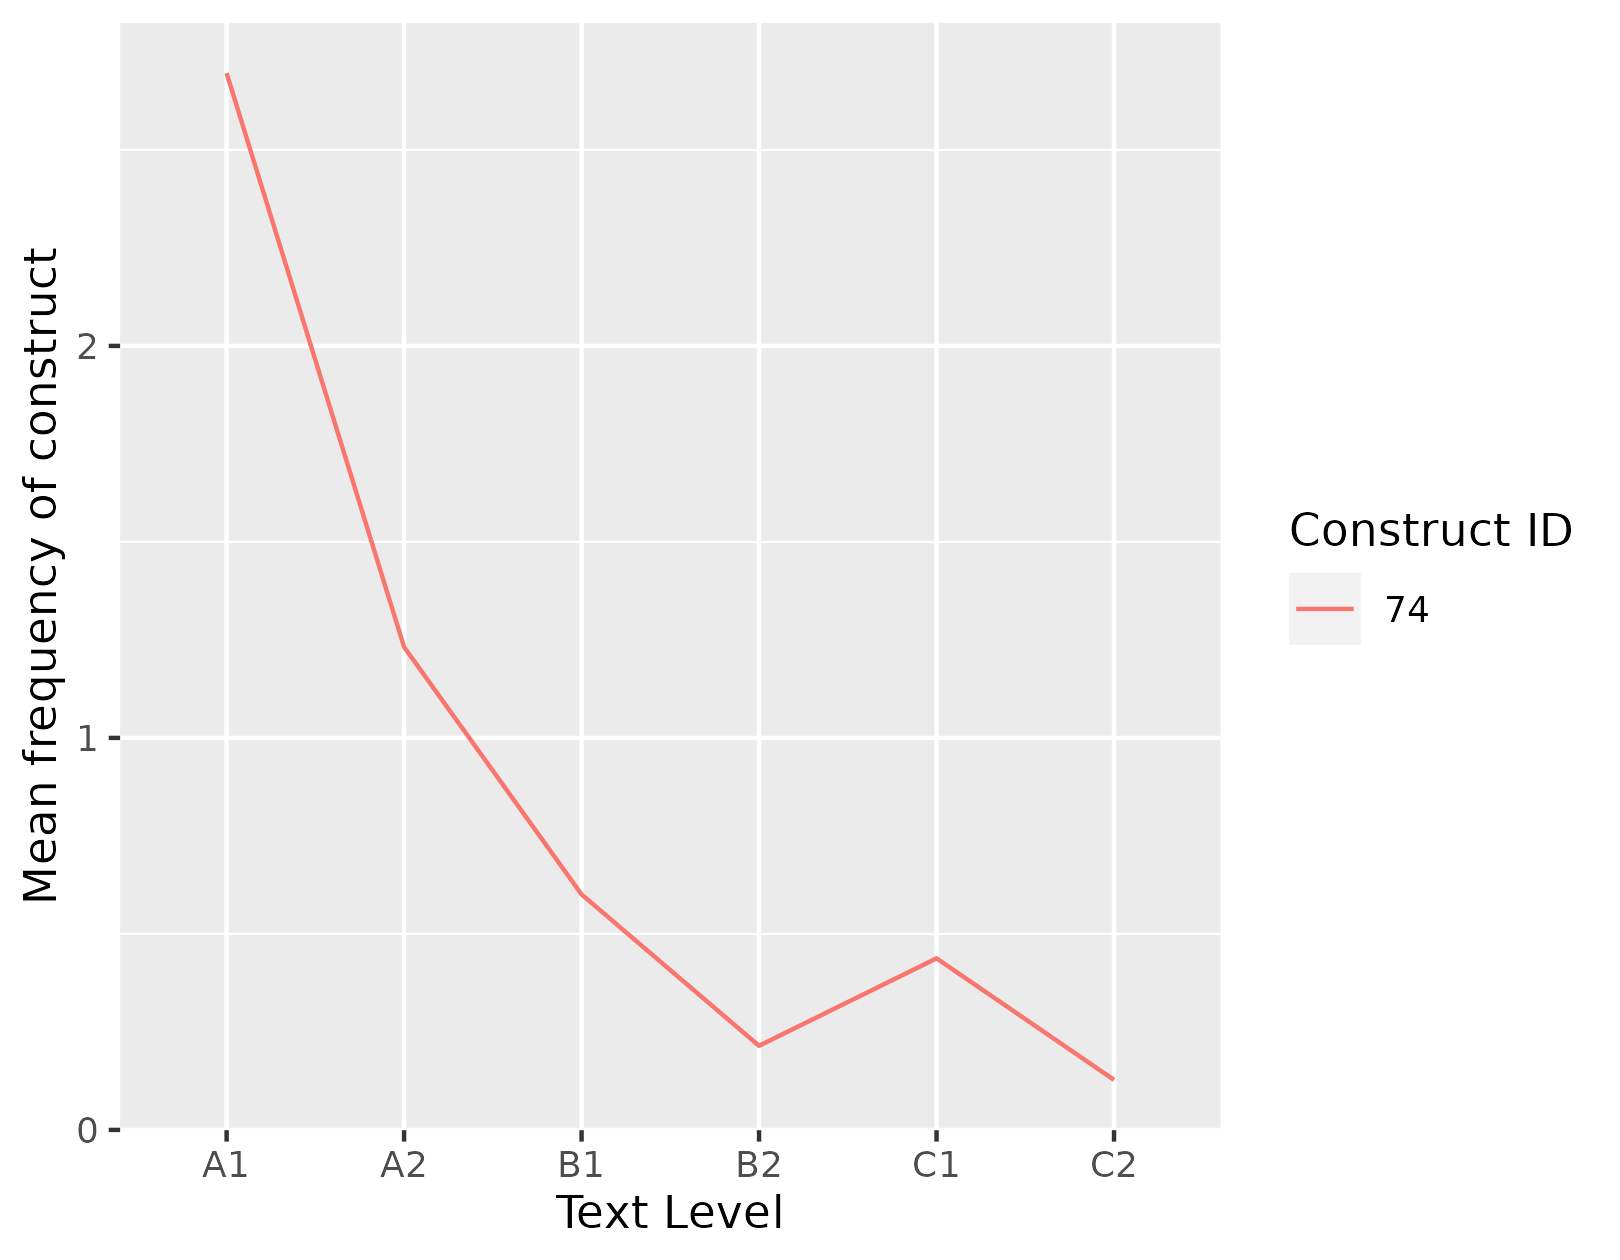 Mean frequency of construct
2
1
0
A1 A2 B1 B2 C1 C2
Text Level
Construct ID
74